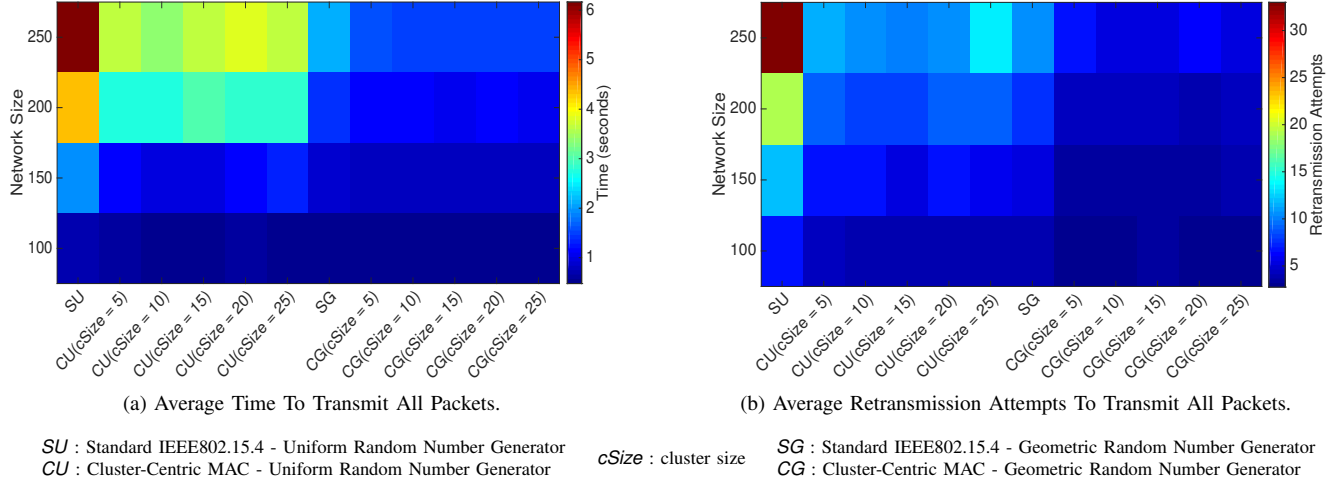 250
200
150
100
Network Size
SU
CU(cSize = 5)
CU(cSize = 10)
CU(cSize = 15)
CU(cSize = 20)
CU(cSize = 25)
SG
CG(cSize = 5)
CG(cSize = 10)
CG(cSize = 15)
CG(cSize = 20)
CG(cSize = 25)
6
5
4
3
2
1
Time (seconds)
(a) Average Time To Transmit All Packets.
250
200
150
100
Network Size
SU
CU(cSize = 5)
CU(cSize = 10)
CU(cSize = 15)
CU(cSize = 20)
CU(cSize = 25)
SG
CG(cSize = 5)
CG(cSize = 10)
CG(cSize = 15)
CG(cSize = 20)
CG(cSize = 25)
30
25
20
15
10
5
Retransmission Attempts
(b) Average Retransmission Attempts To Transmit All Packets.
SU : Standard IEEE802.15.4 - Uniform Random Number Generator
CU : Cluster-Centric MAC - Uniform Random Number Generator
cSize : cluster size
SG : Standard IEEE802.15.4 - Geometric Random Number Generator
CG : Cluster-Centric MAC - Geometric Random Number Generator